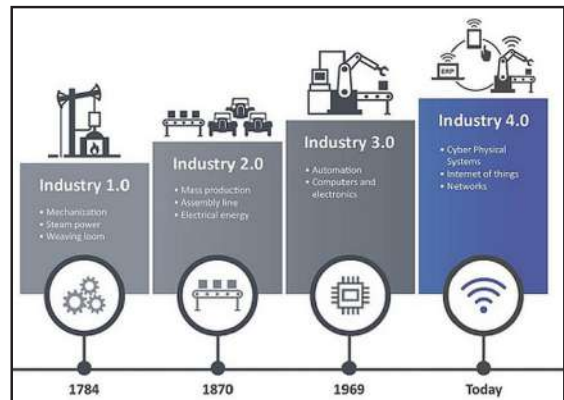 ERP
Industry 1.0
• Mechanization
• Steam power
• Weaving loom
Industry 2.0
• Mass production
• Assembly line
• Electrical energy
Industry 3.0
• Automation
• Computers and
electronics
Industry 4.0
• Cyber Physical
Systems
• Internet of things
• Networks
1784
1870
1969
Today